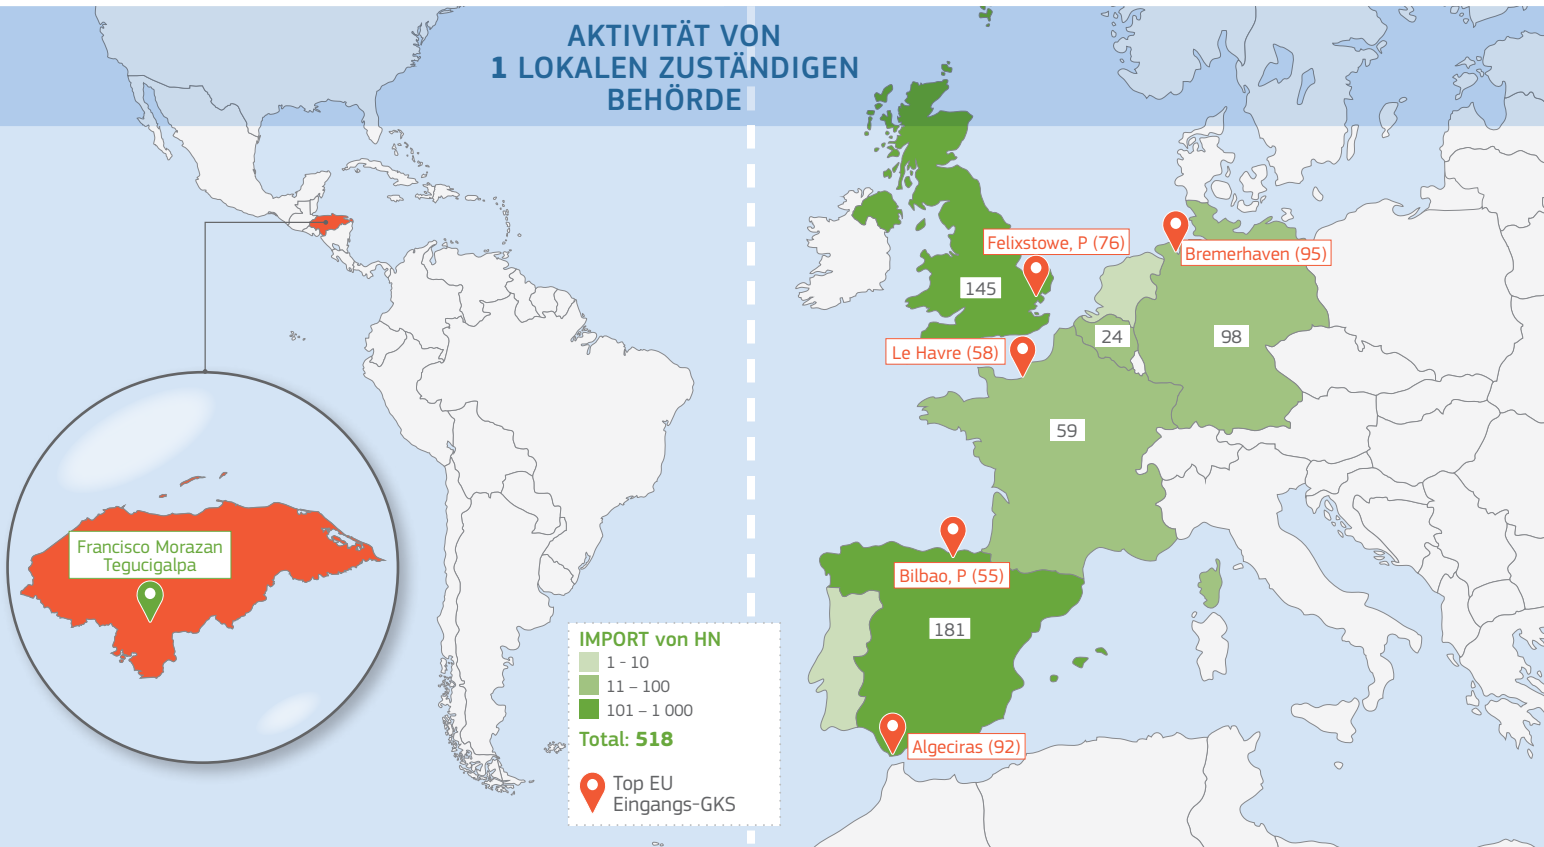 AKTIVITÄT VON
1 LOKALEN ZUSTÄNDIGEN
BEHÖRDE
Felixstowe, P (76)
Bremerhaven (95)
145
24
98
Le Havre (58)
59
Francisco Morazan
Tegucigalpa
Bilbao, P (55)
181
Algeciras (92)
IMPORT von HN
1 - 10
11 – 100
101 – 1 000
Total: 518
Top EU
Eingangs-GKS